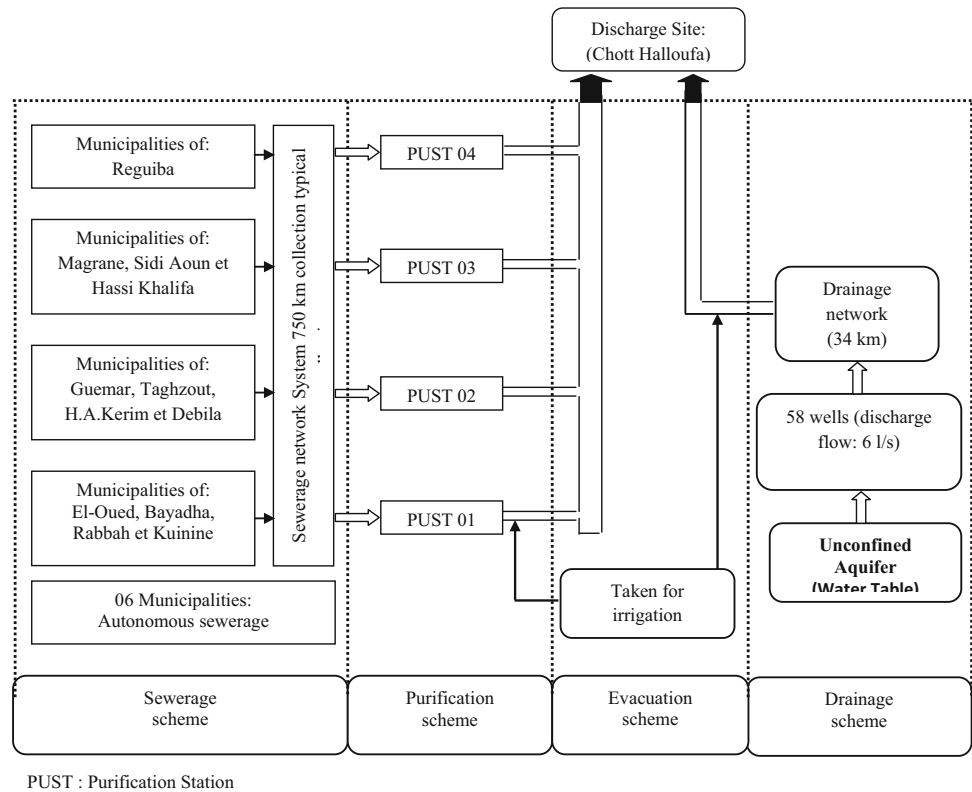 Discharge Site:
(Chott Halloufa)
Municipalities of:
Reguiba
Municipalities of:
Magrane, Sidi Aoun et
Hassi Khalifa
Municipalities of:
Guemar, Taghzout,
H.A.Kerim et Debila
Municipalities of:
El-Oued, Bayadha,
Rabbah et Kuinine
06 Municipalities:
Autonomous sewerage
Sewerage network System 750 km collection typical
PUST 04
PUST 03
PUST 02
PUST 01
Taken for
irrigation
Drainage
network
(34 km)
58 wells (discharge
flow: 6 l/s)
Unconfined
Aquifer
(Water Table)
Sewerage
scheme
Purification
scheme
Evacuation
scheme
Drainage
scheme
PUST : Purification Station